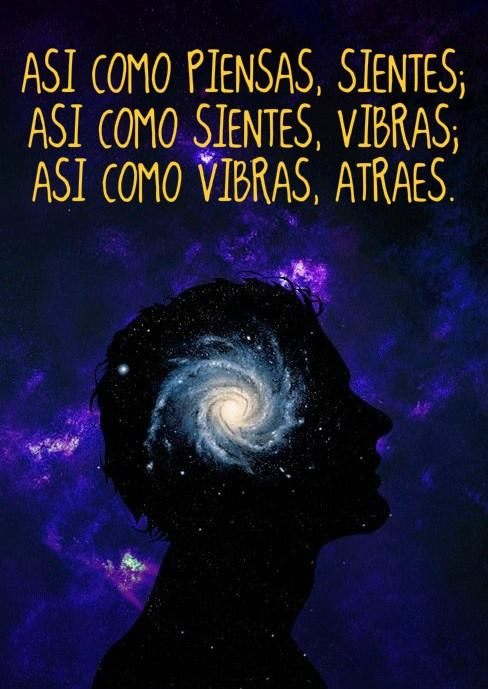 ASI COMO PIENSAS, SIENTES;
ASI COMO SIENTES, VIBRAS;
ASI COMO VIBRAS, ATRAES.